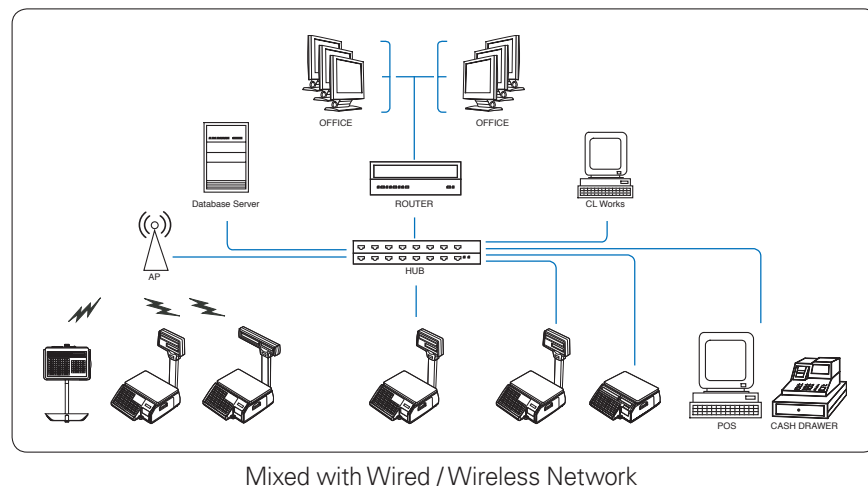 OFFICE OFFICE
Database Server ROUTER CL Works
AP HUB
POS CASH DRAWER
Mixed with Wired / Wireless Network